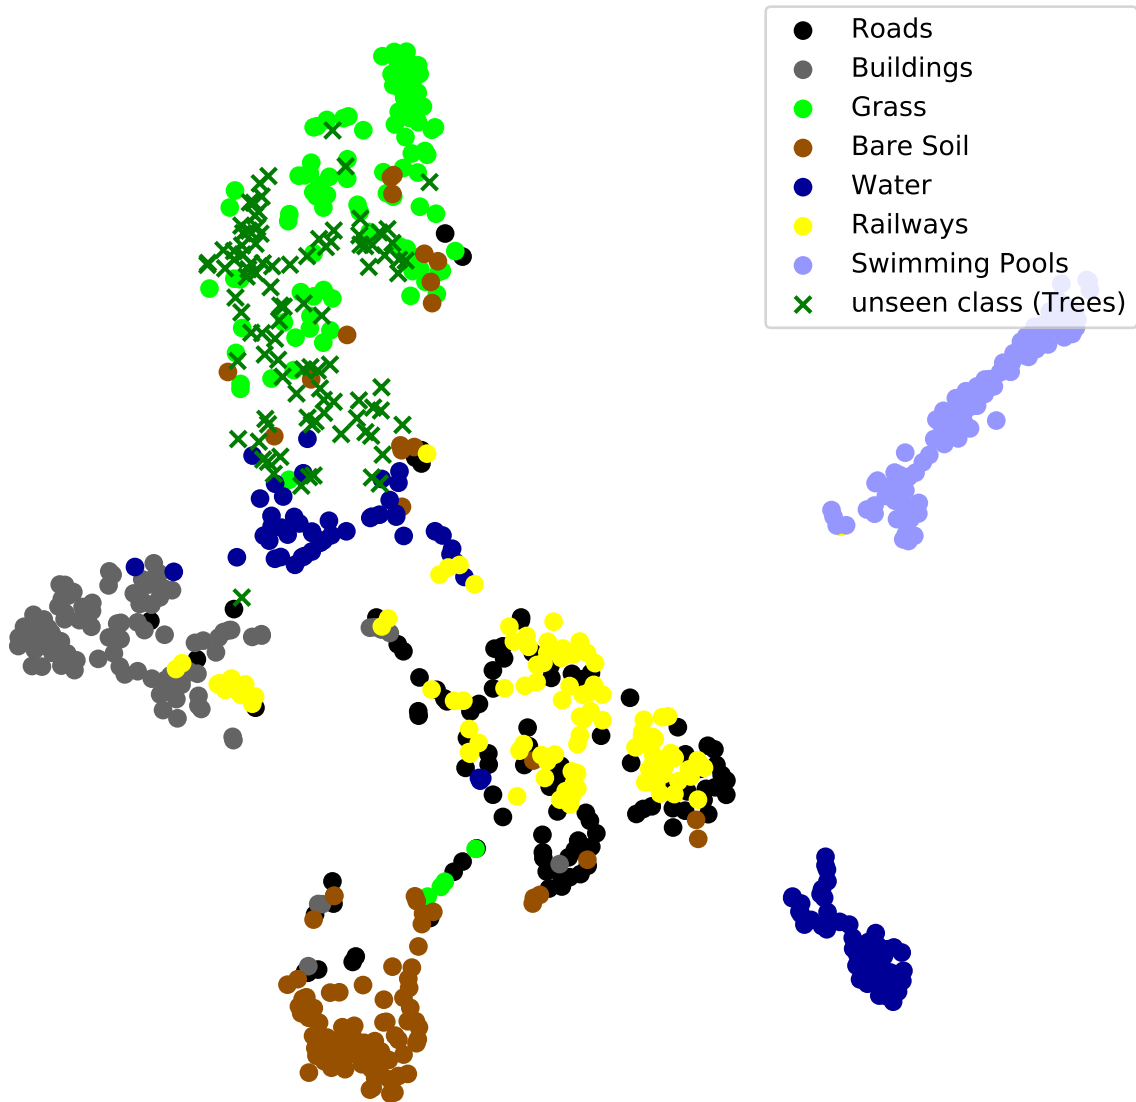 Roads
Buildings
Grass
Bare Soil
Water
Railways
Swimming Pools
unseen class (Trees)